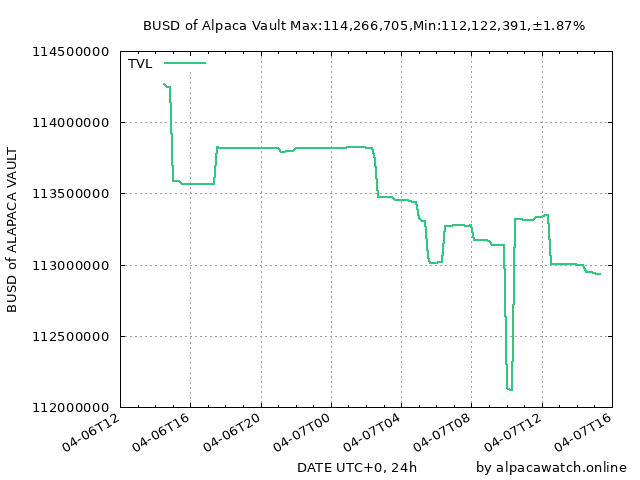 BUSD of Alpaca Vault Max:114,266,705,Min:112,122,391,±1.87%
TVL
114500000
114000000
113500000
113000000
112500000
112000000
BUSD of ALAPACA VAULT
04-06T12
04-06T16
04-06T20
04-07T00
04-07T04
04-07T08
04-07T12
04-07T16
DATE UTC+0, 24h
by alpacawatch.online